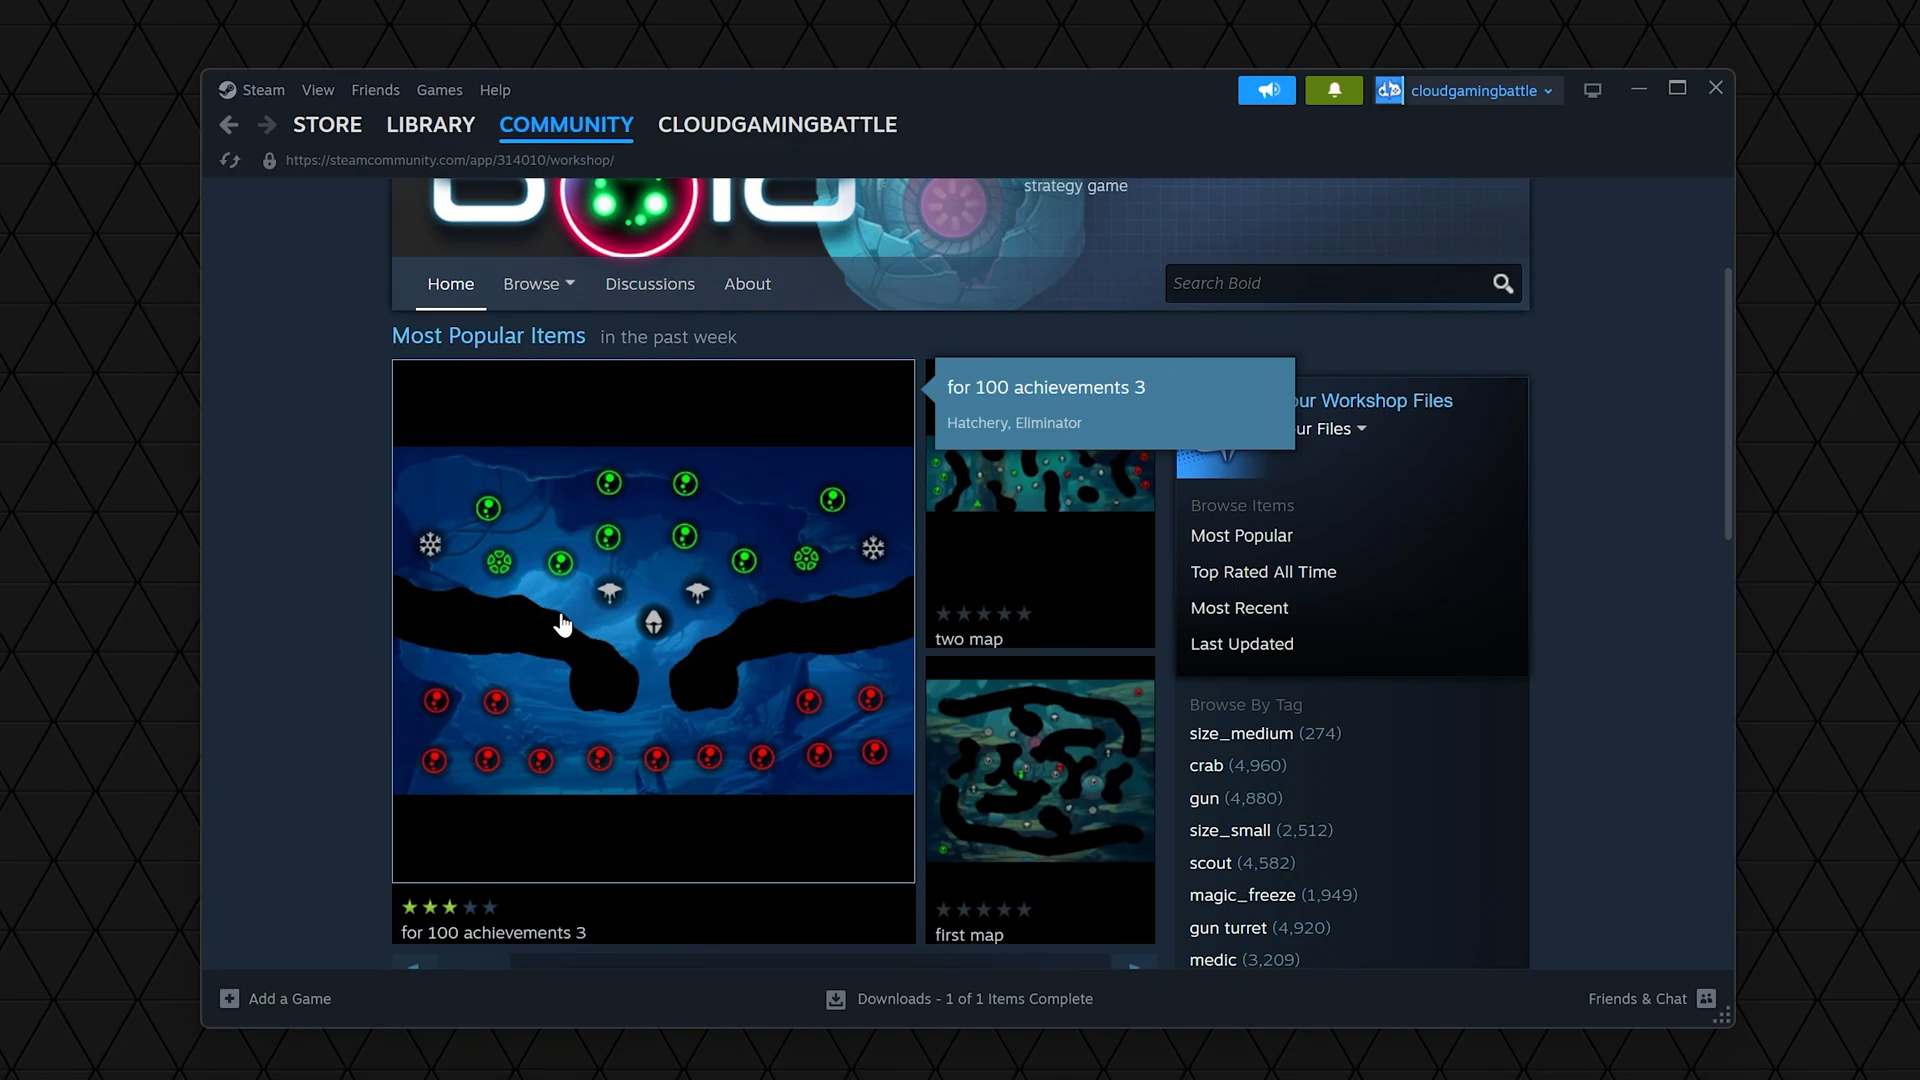 Steam View Friends Games Help
cloudgamingbattle
STORE LIBRARY COMMUNITY CLOUDGAMINGBATTLE
https://steamcommunity.com/app/314010/workshop/
strategy game
Home Browse Discussions About
Search Boid
Most Popular Items in the past week
for 100 achievements 3
Hatchery, Eliminator
our Workshop Files
ur Files
Browse Items
Most Popular
Top Rated All Time
Most Recent
Last Updated
two map
Browse By Tag
size_medium (274)
crab (4,960)
gun (4,880)
size_small (2,512)
scout (4,582)
magic_freeze (1,949)
gun turret (4,920)
medic (3,209)
for 100 achievements 3
first map
Add a Game
Downloads - 1 of 1 Items Complete
Friends & Chat